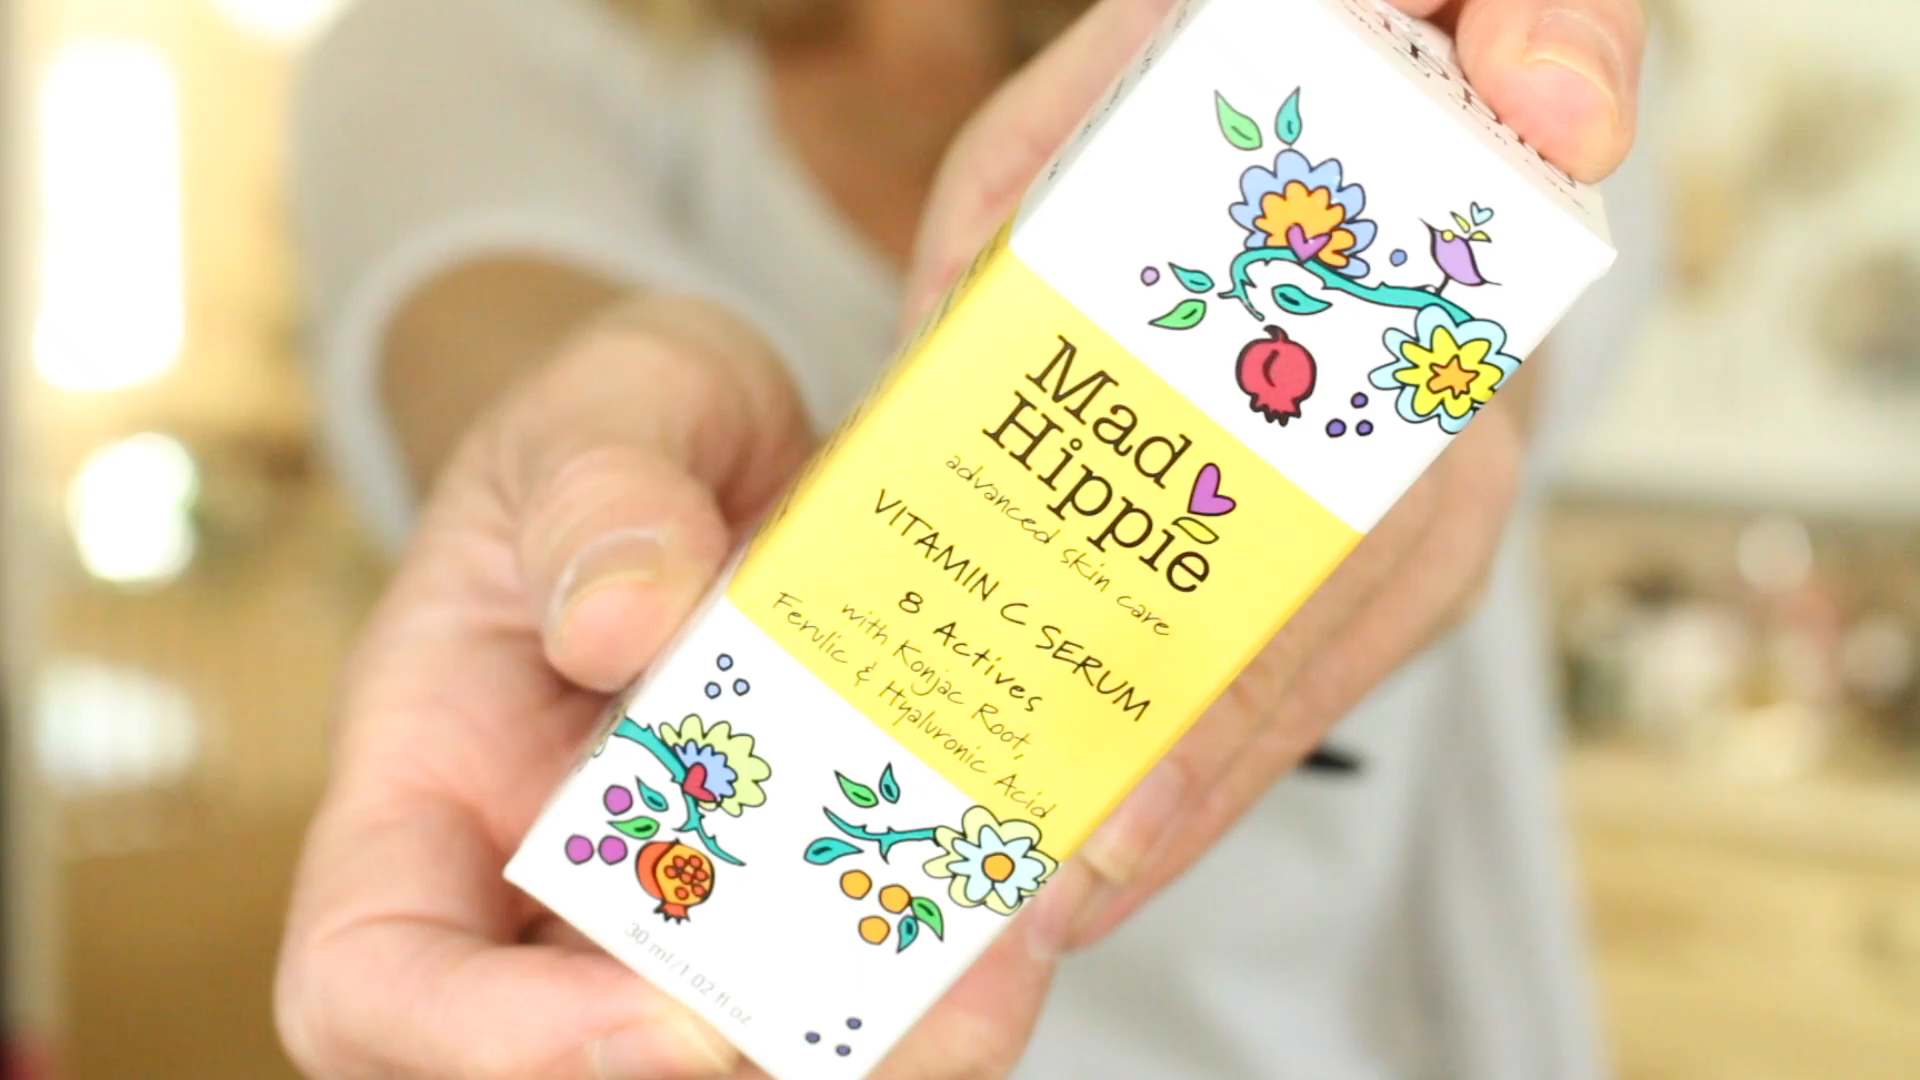 Mad
Hippie
advanced skin care
VITAMIN C SERUM
8 Actives
with Konjac Root,
Ferulic & Hyaluronic Acid
30 ml/1.02 fl oz